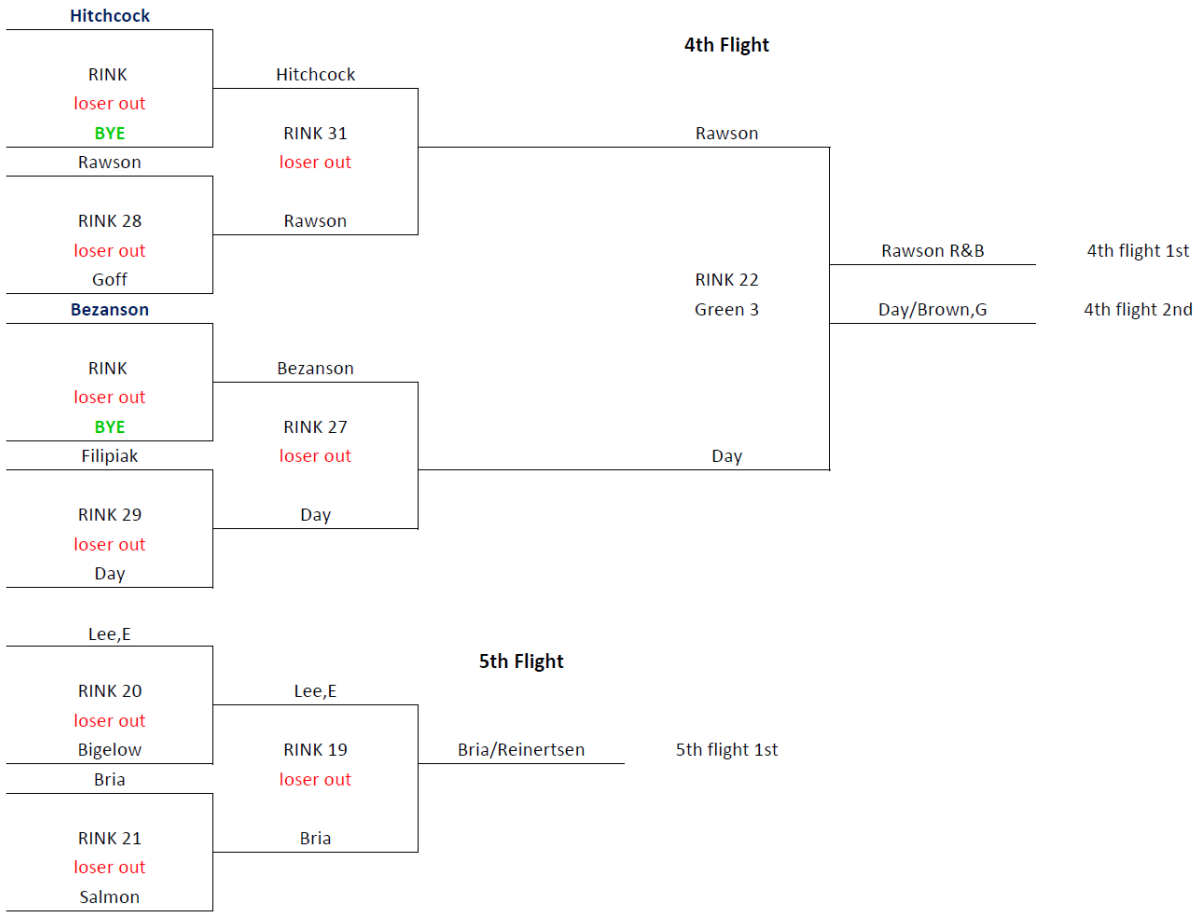 Hitchcock
4th Flight
RINK
Hitchcock
loser out
BYE
RINK 31
Rawson
Rawson
loser out
RINK 28
Rawson
loser out
Rawson R&B
4th flight 1st
Goff
RINK 22
Bezanson
Green 3
Day/Brown,G
4th flight 2nd
RINK
Bezanson
loser out
BYE
RINK 27
Filipiak
loser out
Day
RINK 29
Day
loser out
Day
Lee,E
5th Flight
RINK 20
Lee,E
loser out
Bigelow
RINK 19
Bria/Reinertsen
5th flight 1st
Bria
loser out
RINK 21
Bria
loser out
Salmon